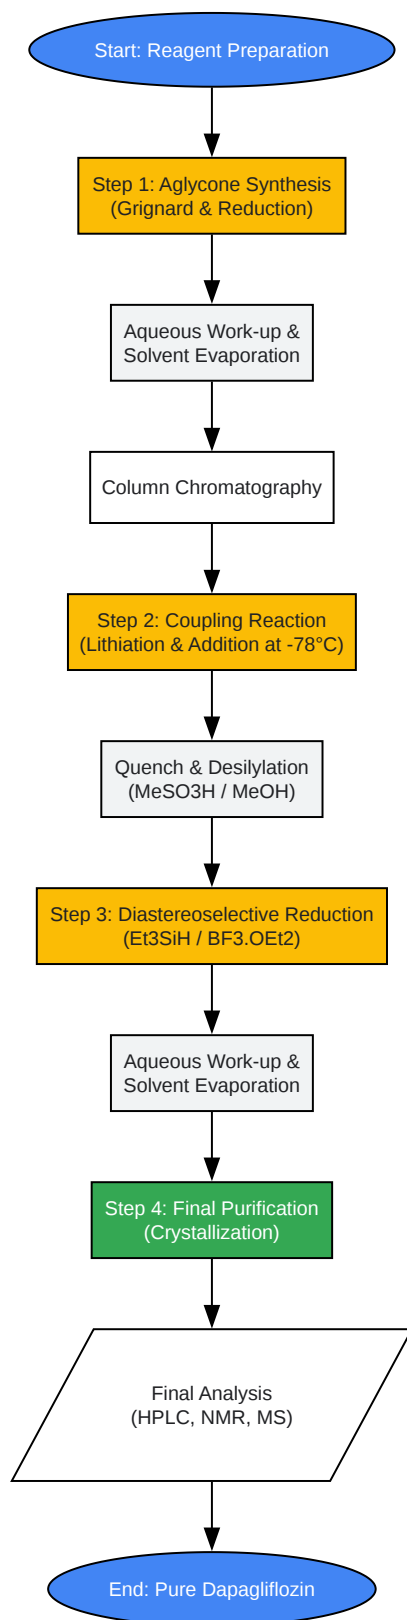 Start: Reagent Preparation
Step 1: Aglycone Synthesis
(Grignard & Reduction)
Aqueous Work-up &
Solvent Evaporation
Column Chromatography
Step 2: Coupling Reaction
(Lithiation & Addition at -78°C)
Quench & Desilylation
(MeSO3H / MeOH)
Step 3: Diastereoselective Reduction
(Et3SiH / BF3.OEt2)
Aqueous Work-up &
Solvent Evaporation
Step 4: Final Purification
(Crystallization)
Final Analysis
(HPLC, NMR, MS)
End: Pure Dapagliflozin